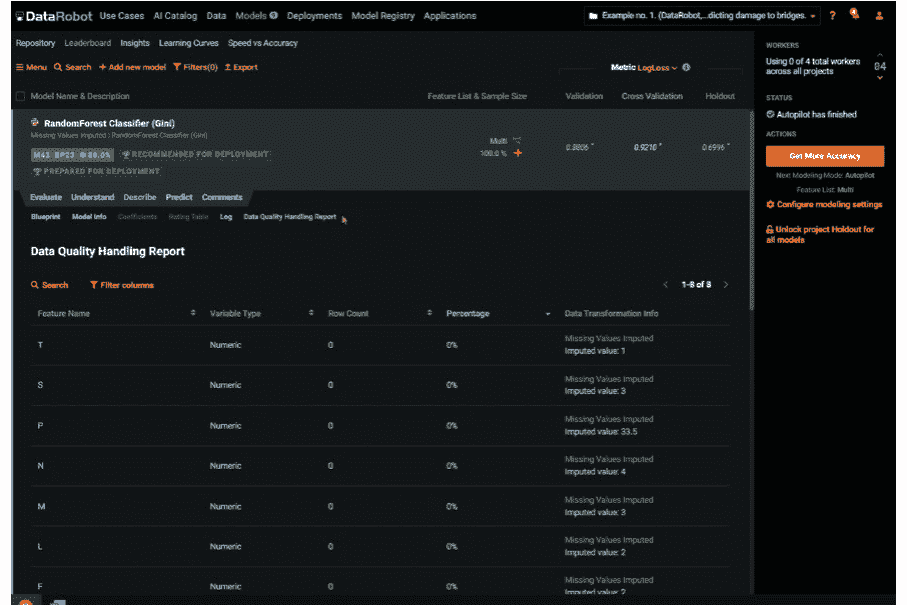 DataRobot Use Cases AI Catalog Data Models Deployments Model Registry Applications
Example no. 1. (DataRobot,...dicting damage to bridges.
Repository Leaderboard Insights Learning Curves Speed vs Accuracy
Menu Search + Add new model Filters(0) Export
Metric LogLoss
Model Name & Description Feature List & Sample Size Validation Cross Validation Holdout
RandomForest Classifier (Gini)
Missing Values Imputed | RandomForest Classifier (Gini)
RECOMMENDED FOR DEPLOYMENT
PREPARED FOR DEPLOYMENT
Multi
100.0 % +
0.9210 * 0.6996 *
Evaluate Understand Describe Predict Comments
Blueprint Model Info Coefficients Rating Table Log Data Quality Handling Report
Data Quality Handling Report
Search Filter columns
1-8 of 8
Feature Name Variable Type Row Count Percentage Data Transformation Info
T Numeric 0 0% Missing Values Imputed
Imputed value: 1
S Numeric 0 0% Missing Values Imputed
Imputed value: 3
P Numeric 0 0% Missing Values Imputed
Imputed value: 33.5
N Numeric 0 0% Missing Values Imputed
Imputed value: 4
M Numeric 0 0% Missing Values Imputed
Imputed value: 3
L Numeric 0 0% Missing Values Imputed
Imputed value: 2
F Numeric 0 0% Missing Values Imputed
Imputed value: 2
WORKERS
Using 0 of 4 total workers
across all projects
04
STATUS
Autopilot has finished
ACTIONS
Get More Accuracy
Next Modeling Mode: Autopilot
Feature List: Multi
Configure modeling settings
Unlock project Holdout for
all models